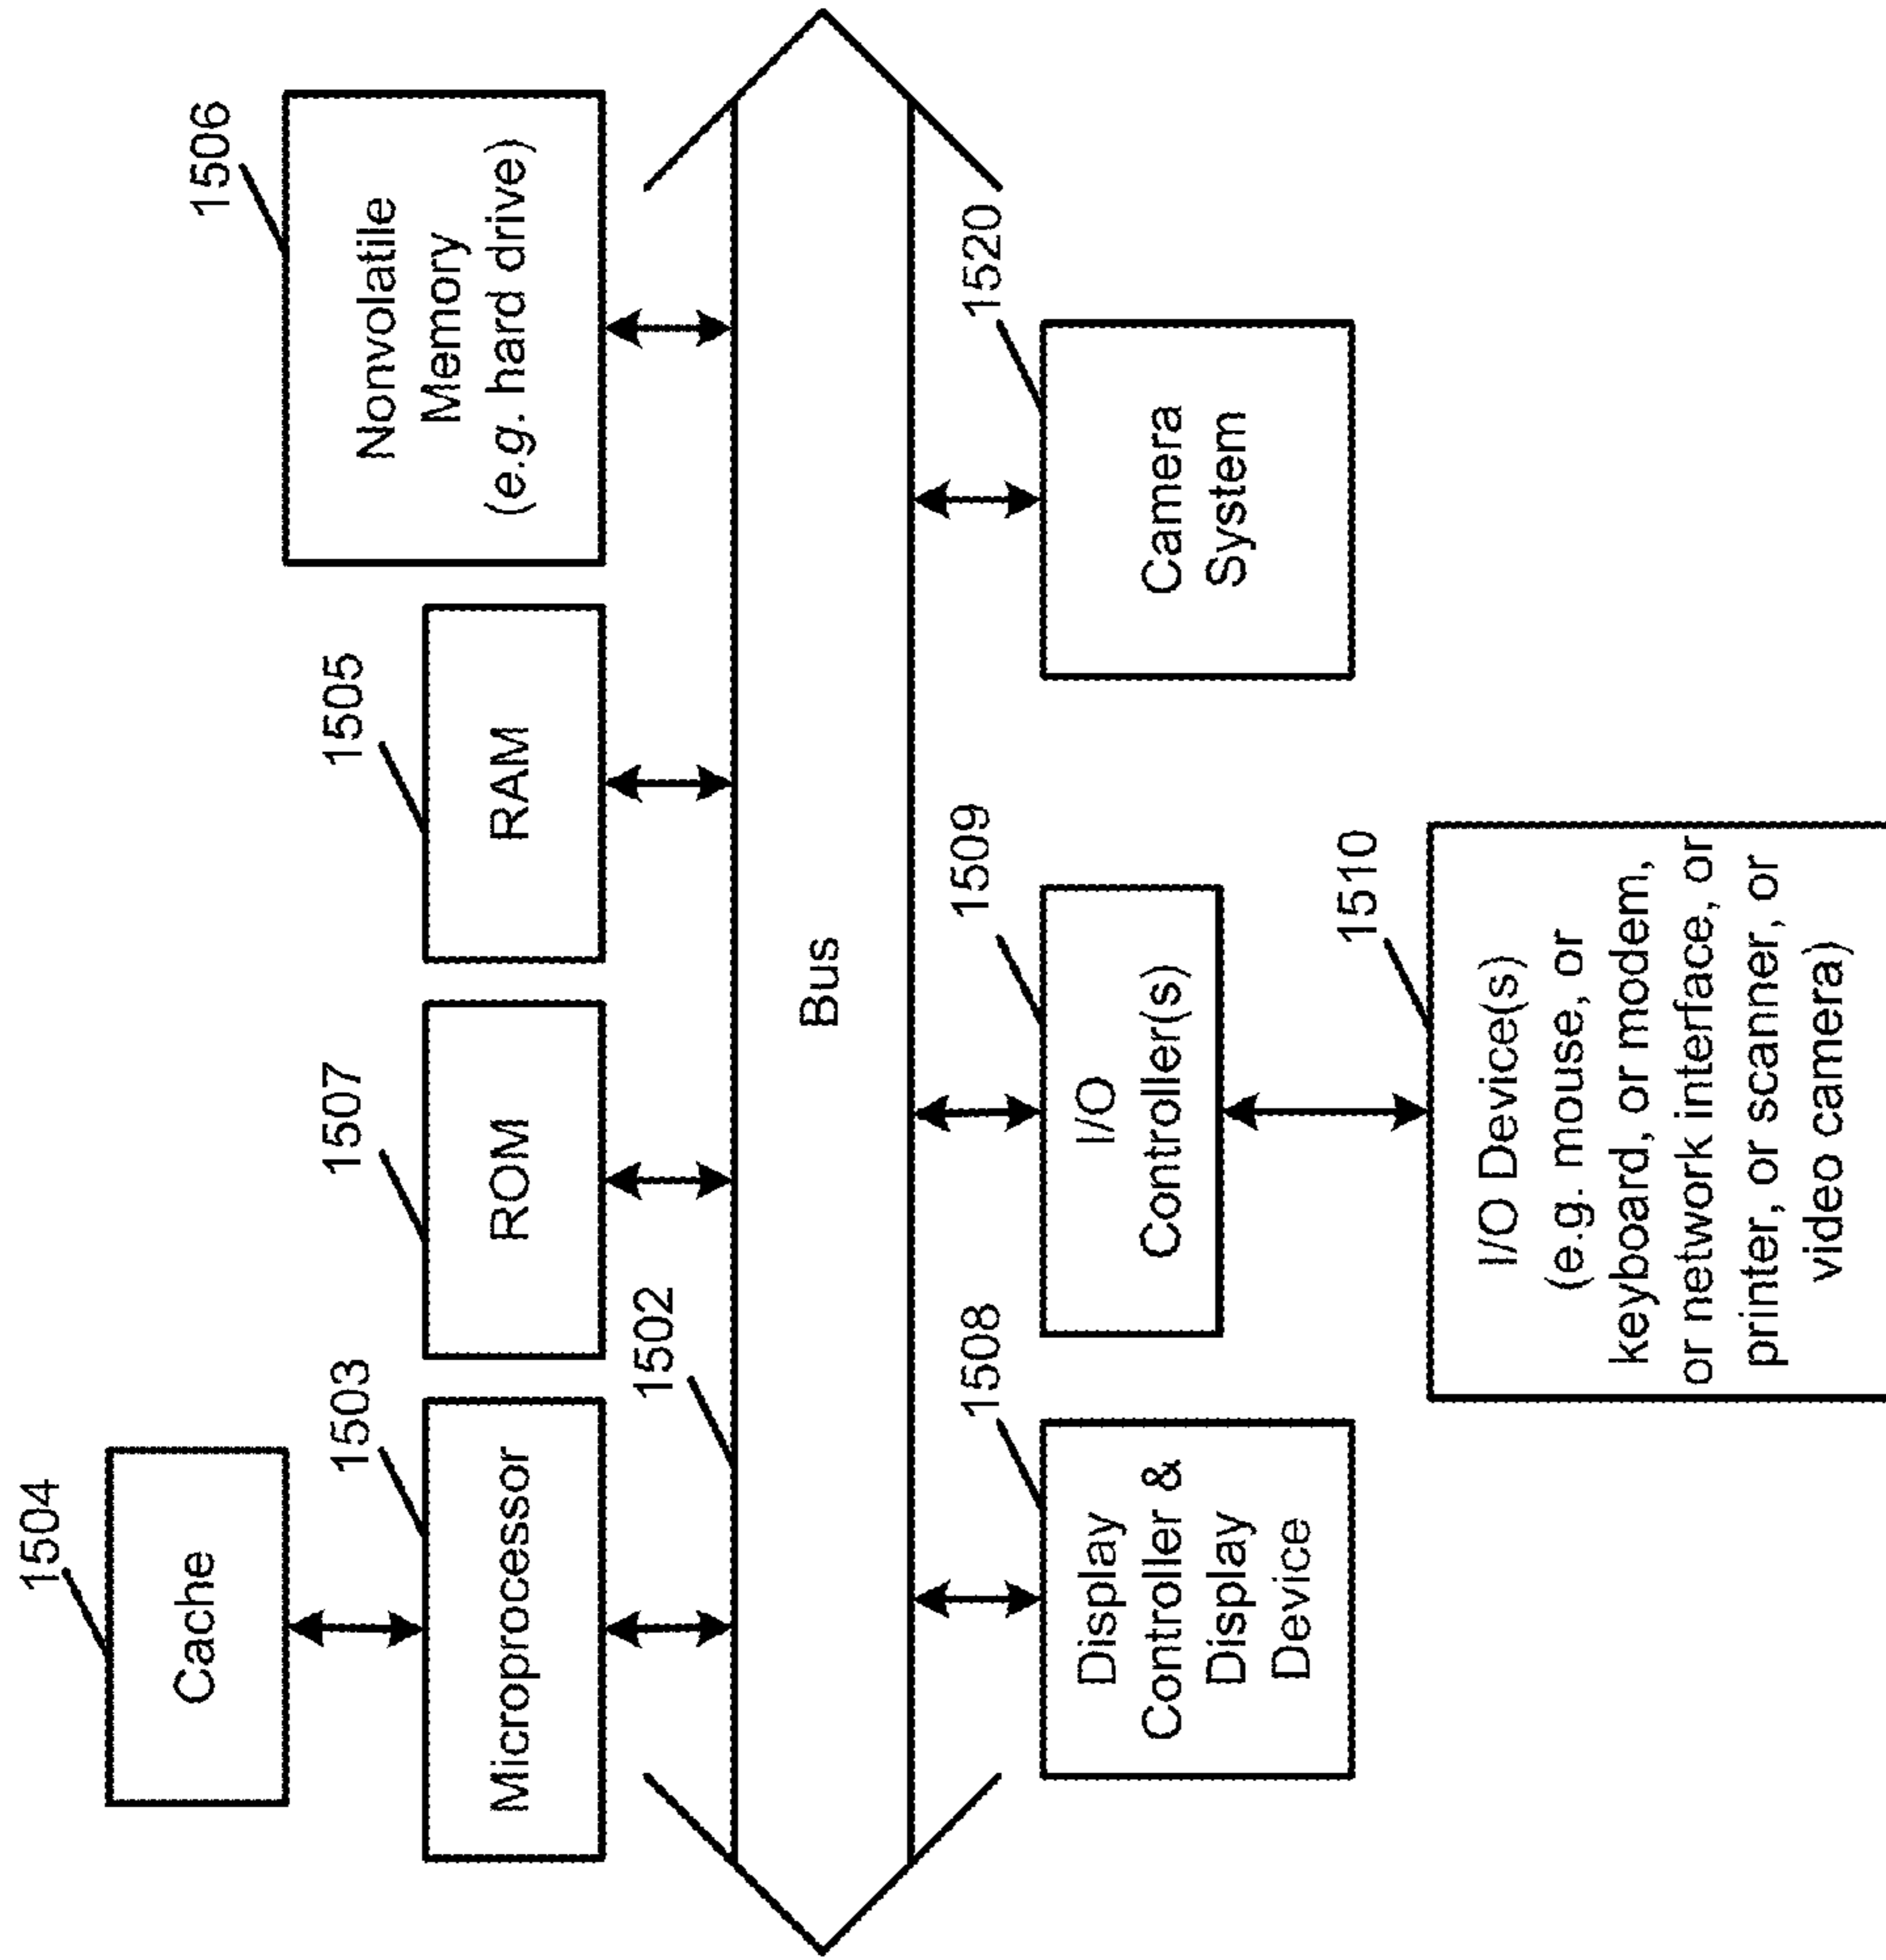 1504
Cache
1503
Microprocessor
1507
ROM
1505
RAM
1506
Nonvolatile
Memory
(e.g. hard drive)
1502
Bus
1508
Display
Controller &
Display
Device
1509
I/O
Controller(s)
1520
Camera
System
1510
I/O Device(s)
(e.g. mouse, or
keyboard, or modem,
or network interface, or
printer, or scanner, or
video camera)